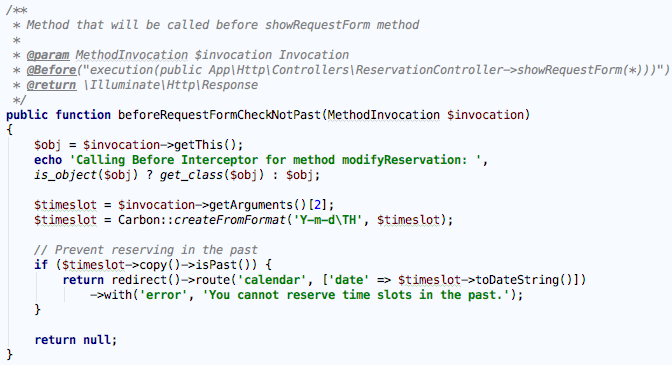 /**
 * Method that will be called before showRequestForm method
 *
 * @param MethodInvocation $invocation Invocation
 * @Before("execution(public App\Http\Controllers\ReservationController->showRequestForm(*)))")
 * @return \Illuminate\Http\Response
 */
public function beforeRequestFormCheckNotPast(MethodInvocation $invocation)
{
    $obj = $invocation->getThis();
    echo 'Calling Before Interceptor for method modifyReservation: ',
    is_object($obj) ? get_class($obj) : $obj;

    $timeslot = $invocation->getArguments()[2];
    $timeslot = Carbon::createFromFormat('Y-m-d\TH', $timeslot);

    // Prevent reserving in the past
    if ($timeslot->copy()->isPast()) {
        return redirect()->route('calendar', ['date' => $timeslot->toDateString()])
            ->with('error', 'You cannot reserve time slots in the past.');
    }

    return null;
}